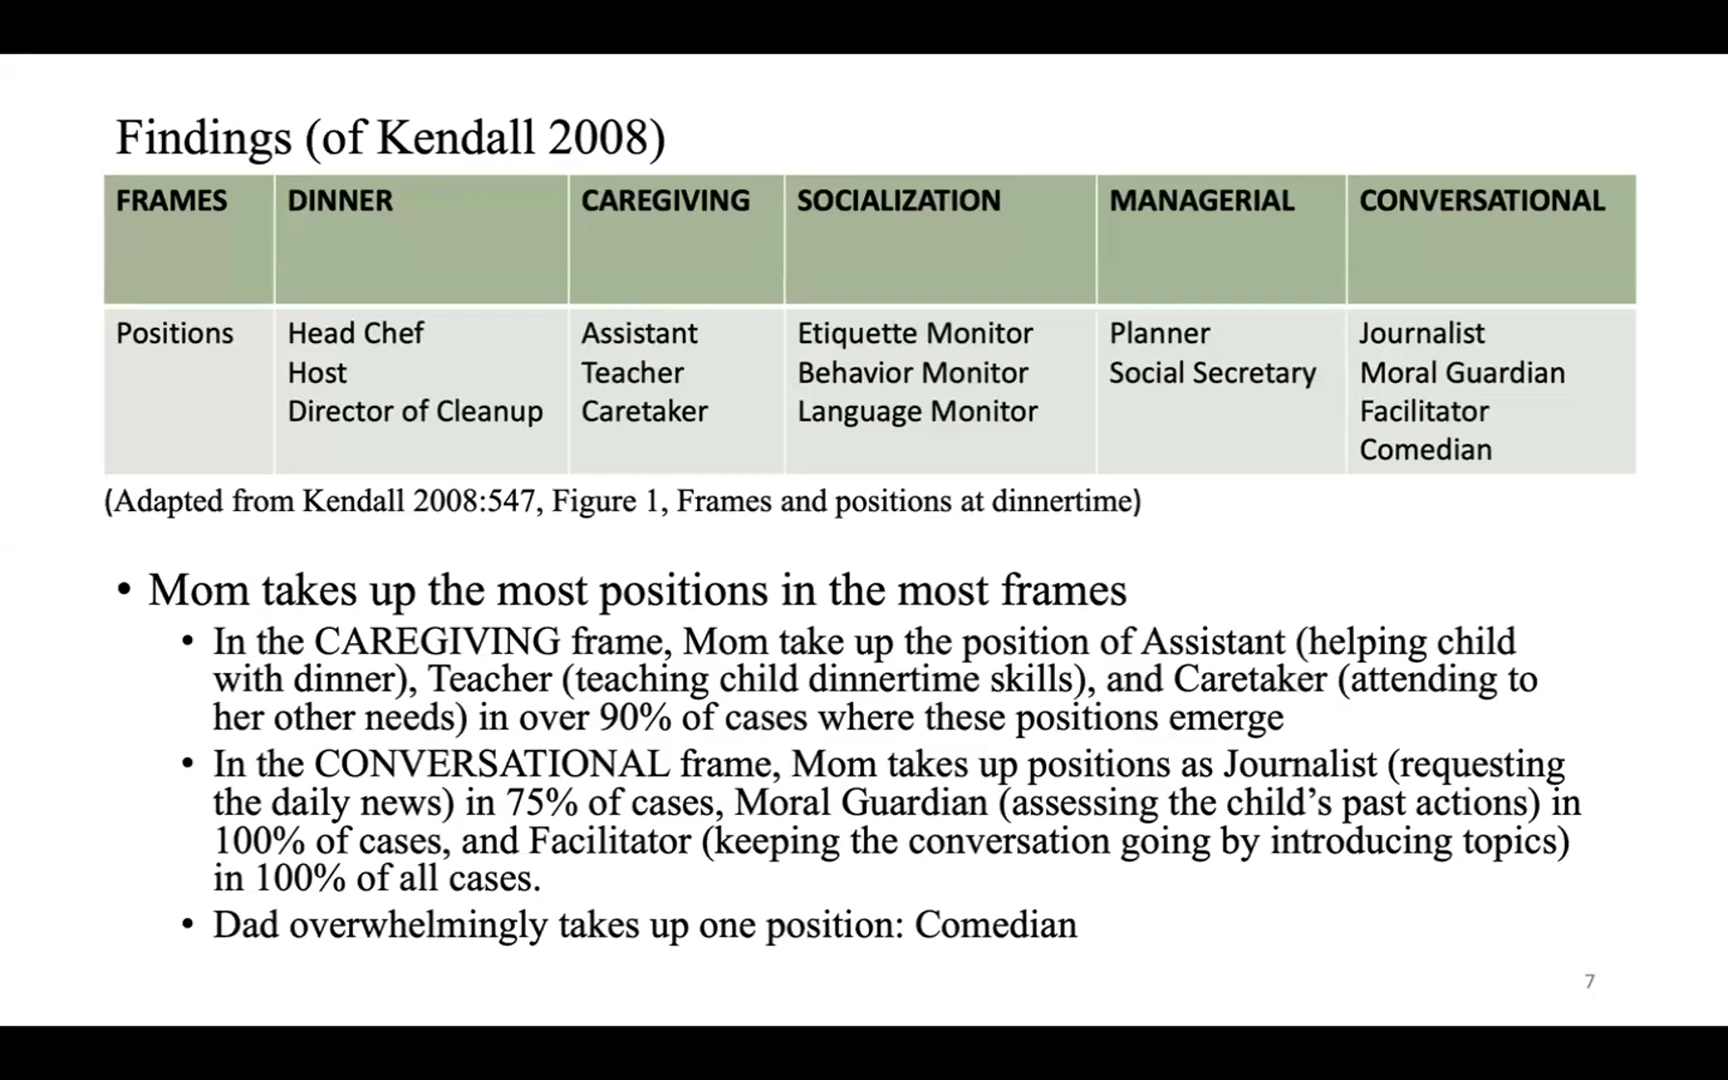 Findings (of Kendall 2008)
FRAMES DINNER CAREGIVING SOCIALIZATION MANAGERIAL CONVERSATIONAL
Positions Head Chef Assistant Etiquette Monitor Planner Journalist
Host Teacher Behavior Monitor Social Secretary Moral Guardian
Director of Cleanup Caretaker Language Monitor Facilitator
Comedian
(Adapted from Kendall 2008:547, Figure 1, Frames and positions at dinnertime)
• Mom takes up the most positions in the most frames
• In the CAREGIVING frame, Mom take up the position of Assistant (helping child
with dinner), Teacher (teaching child dinnertime skills), and Caretaker (attending to
her other needs) in over 90% of cases where these positions emerge
• In the CONVERSATIONAL frame, Mom takes up positions as Journalist (requesting
the daily news) in 75% of cases, Moral Guardian (assessing the child’s past actions) in
100% of cases, and Facilitator (keeping the conversation going by introducing topics)
in 100% of all cases.
• Dad overwhelmingly takes up one position: Comedian
7